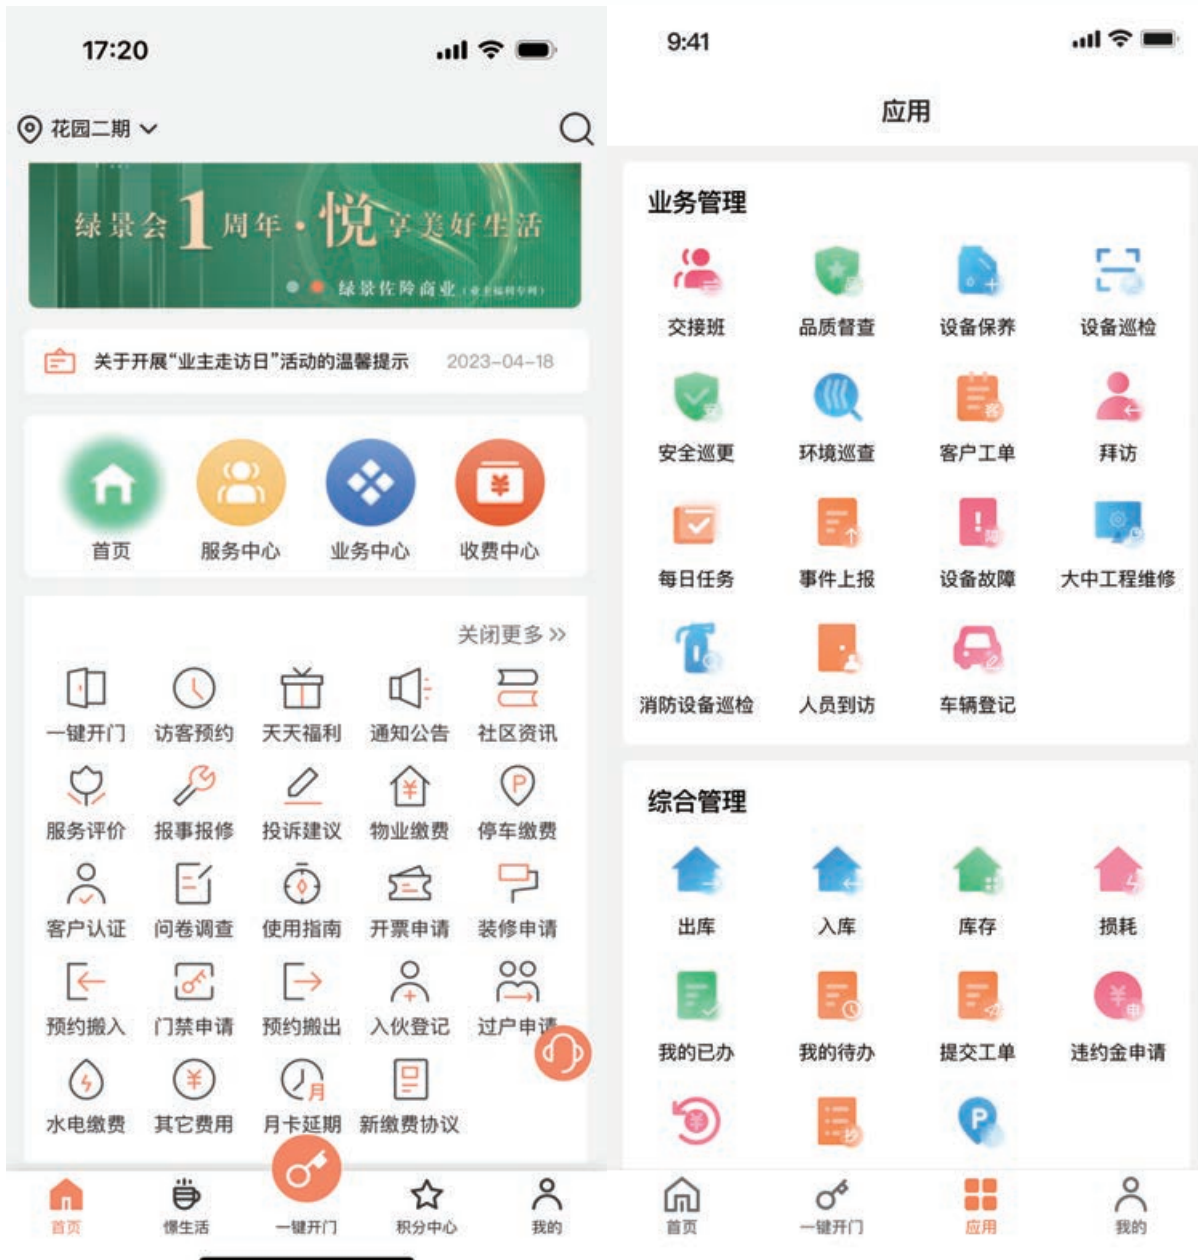 17:20
花园二期
绿景会1周年·悦享美好生活
绿景佐阾商业(业主福利专列)
关于开展“业主走访日”活动的温馨提示 2023-04-18
首页 服务中心 业务中心 收费中心
关闭更多 »
一键开门 访客预约 天天福利 通知公告 社区资讯
服务评价 报事报修 投诉建议 物业缴费 停车缴费
客户认证 问卷调查 使用指南 开票申请 装修申请
预约搬入 门禁申请 预约搬出 入伙登记 过户申请
月
水电缴费 其它费用 月卡延期 新缴费协议
首页 憬生活 一键开门 积分中心 我的
9:41
应用
业务管理
交接班 品质督查 设备保养 设备巡检
客
安全巡更 环境巡查 客户工单 拜访
每日任务 事件上报 设备故障 大中工程维修
消防设备巡检 人员到访 车辆登记
综合管理
出库 入库 库存 损耗
申
我的已办 我的待办 提交工单 违约金申请
抄
P
首页 一键开门 应用 我的